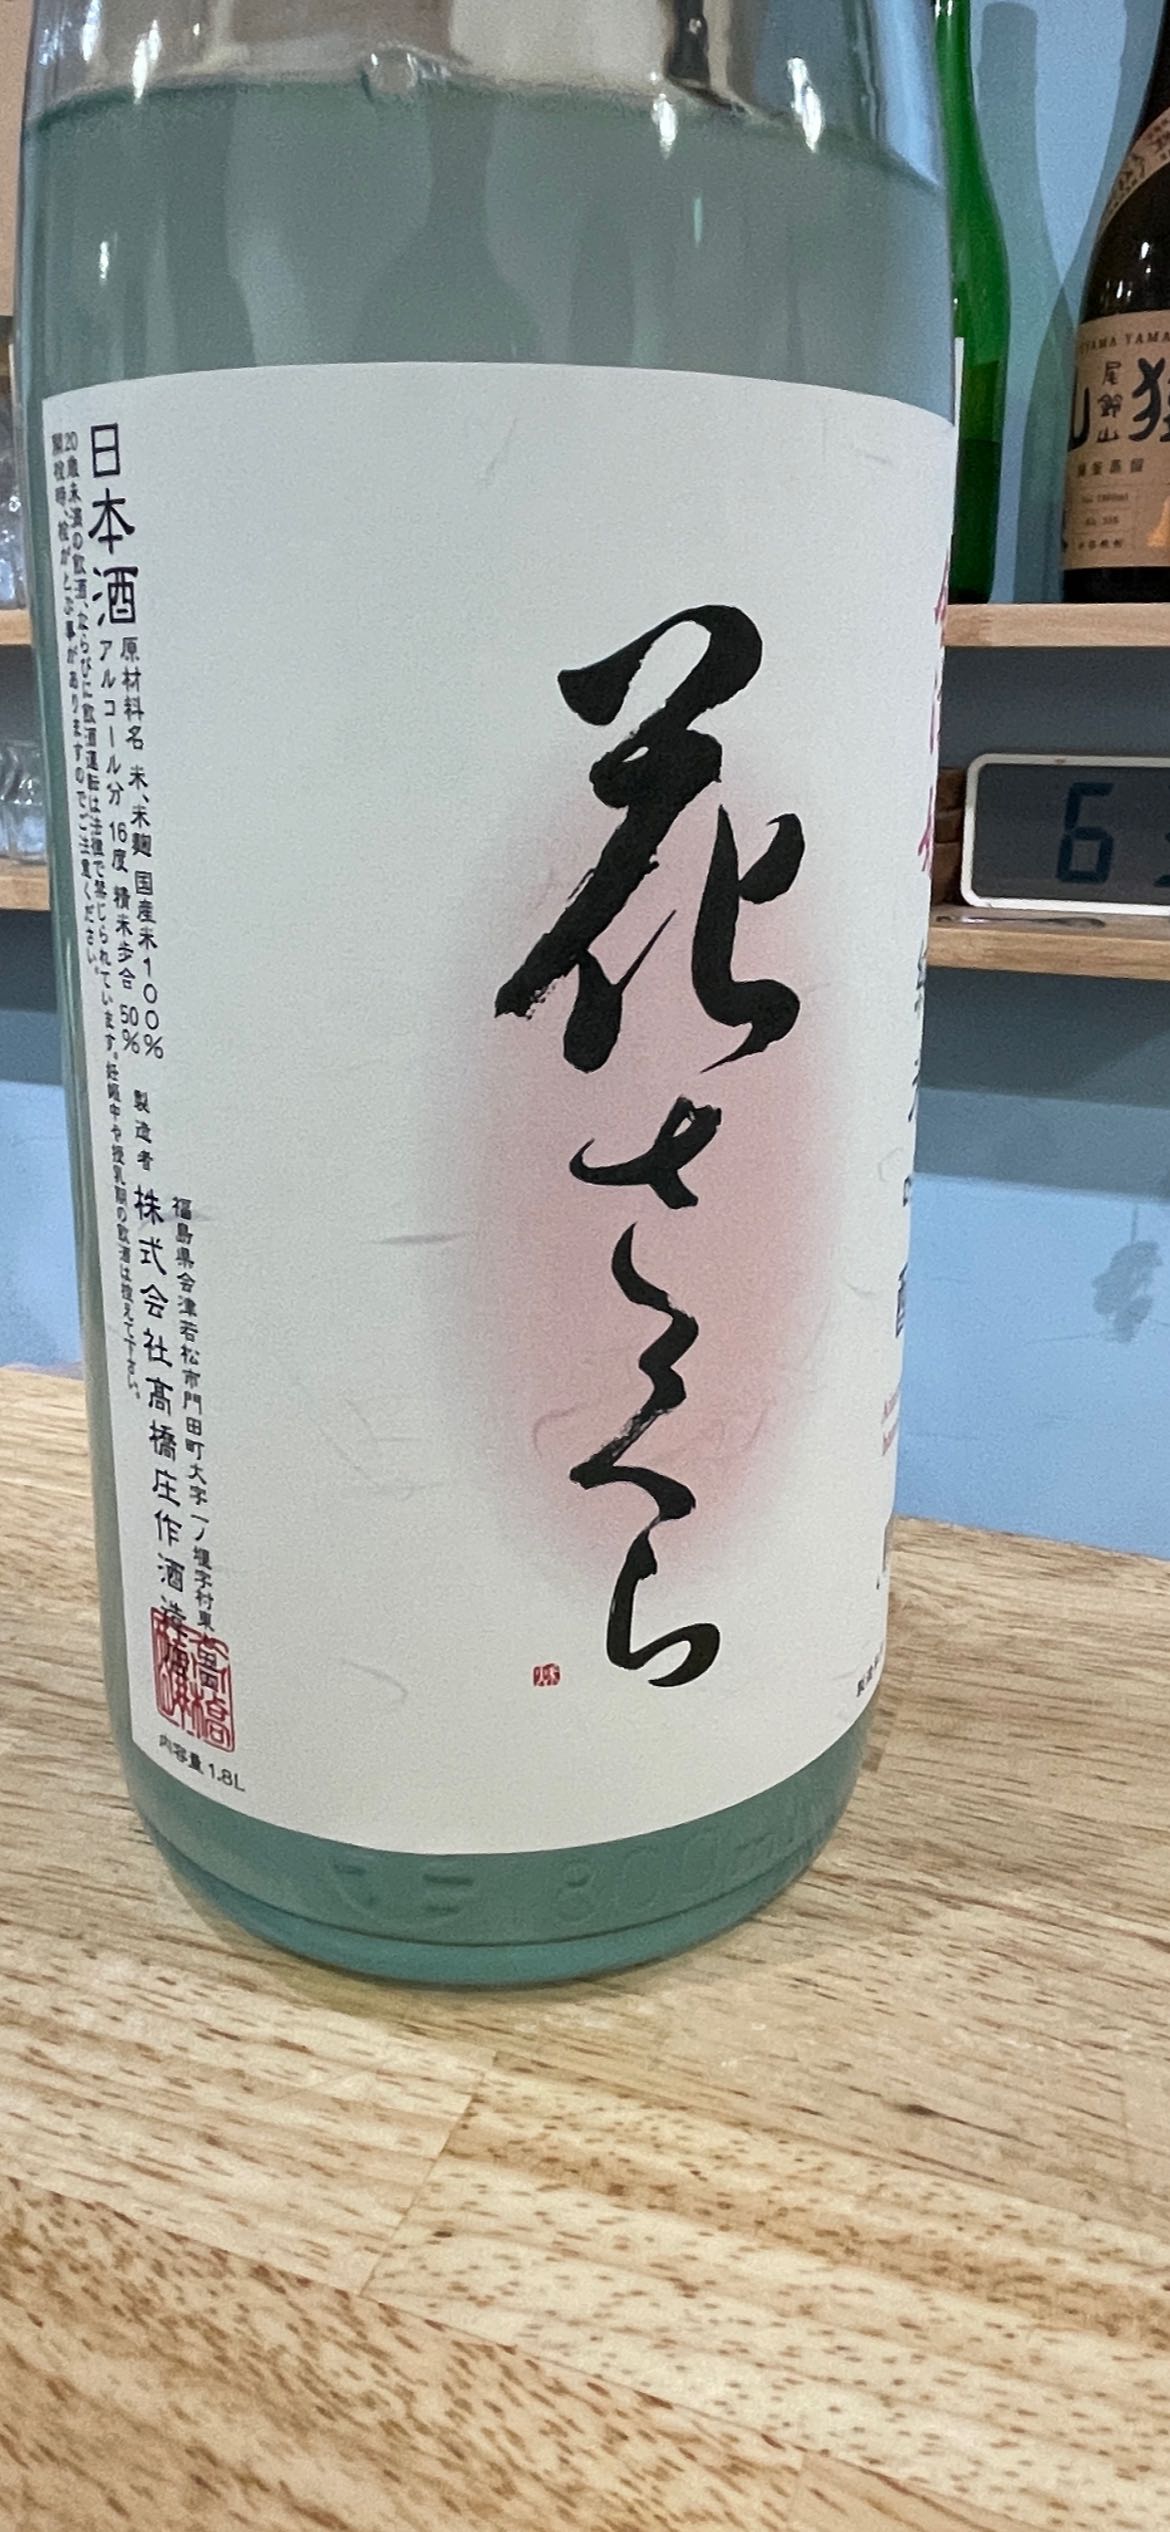 花さくら
日本酒
原材料名 米、米麹 国産米100%
アルコール分 16度 精米歩合 50%
製造者 株式会社高橋庄作酒造
福島県会津若松市門田町大字一ノ堰字村東
20歳未満の飲酒、ならびに飲酒運転は法律で禁じられています。妊娠中や授乳期の飲酒は控えて下さい。
開栓時、栓がとぶ事がありますのでご注意ください。
内容量 1.8L
800ml
YAMA
尾鈴山
6